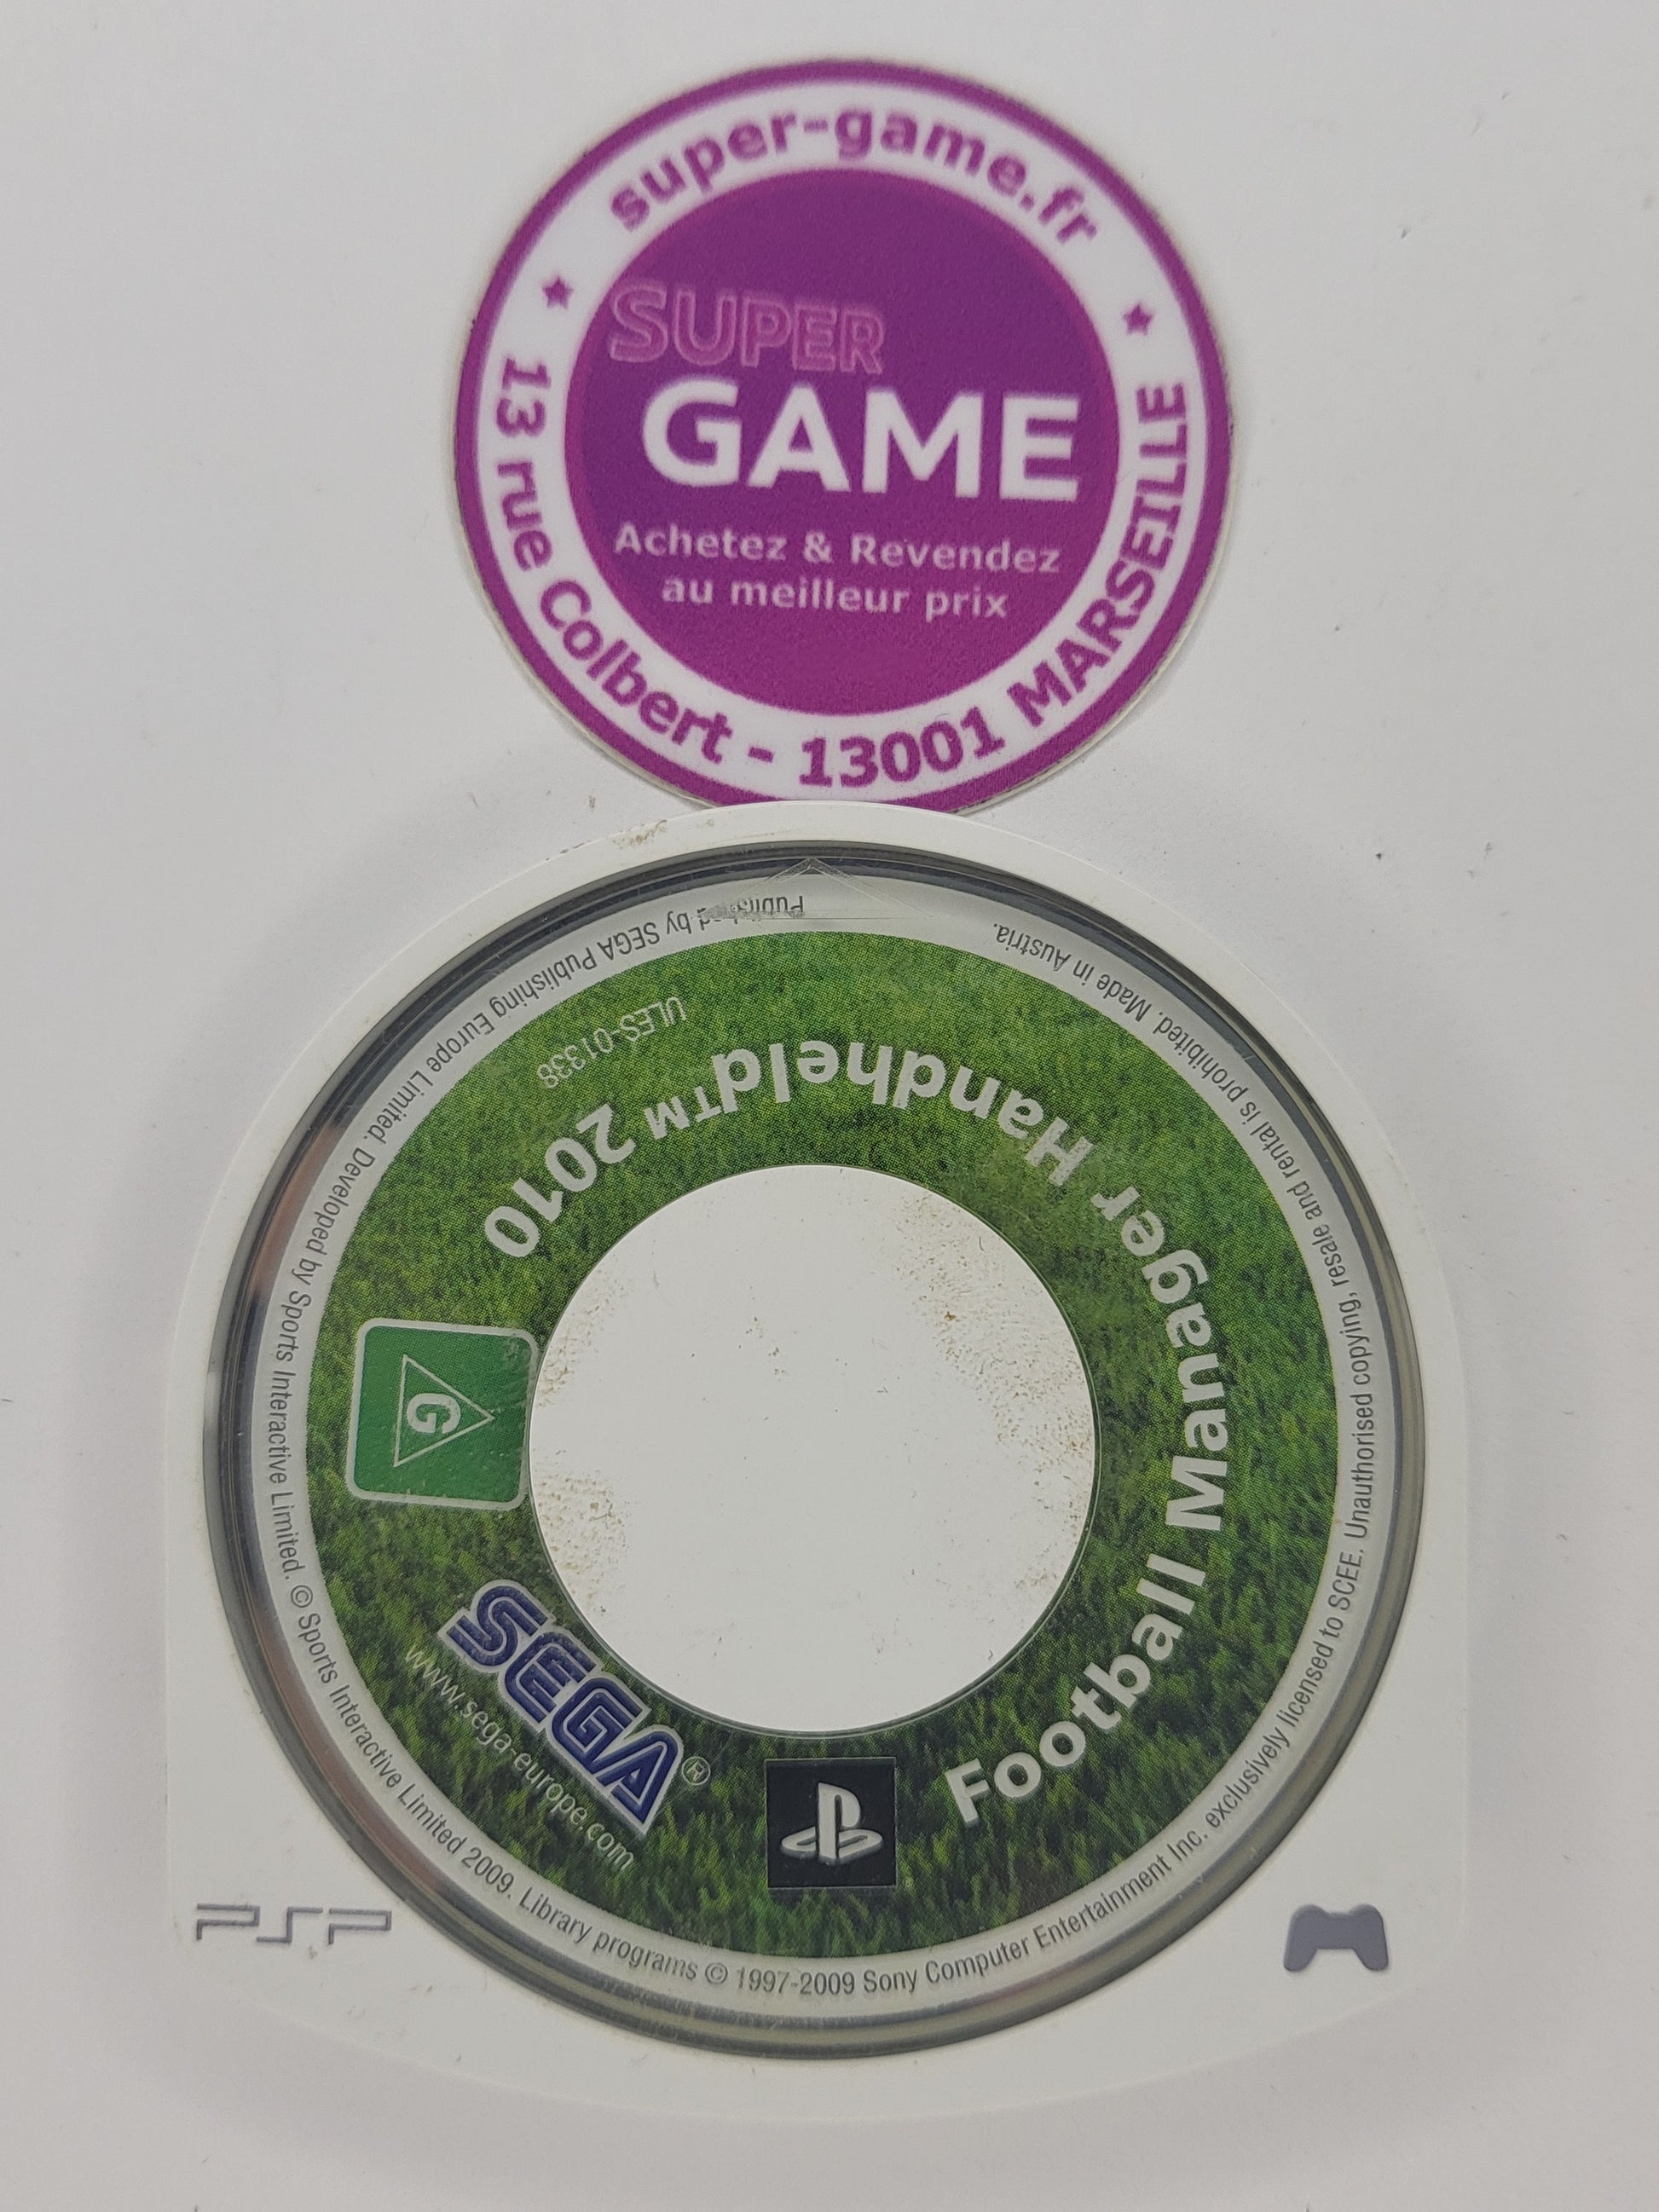 super-game.fr
SUPER
GAME
Achetez & Revendez
au meilleur prix
13 rue Colbert - 13001 MARSEILLE
Football Manager Handheld™ 2010
ULES-01338
G
SEGA®
www.sega-europe.com
Published by SEGA Publishing Europe Limited. Developed by Sports Interactive Limited. © Sports Interactive Limited 2009. Library programs © 1997-2009 Sony Computer Entertainment Inc. exclusively licensed to SCEE. Unauthorised copying, resale and rental is prohibited. Made in Austria.
PSP